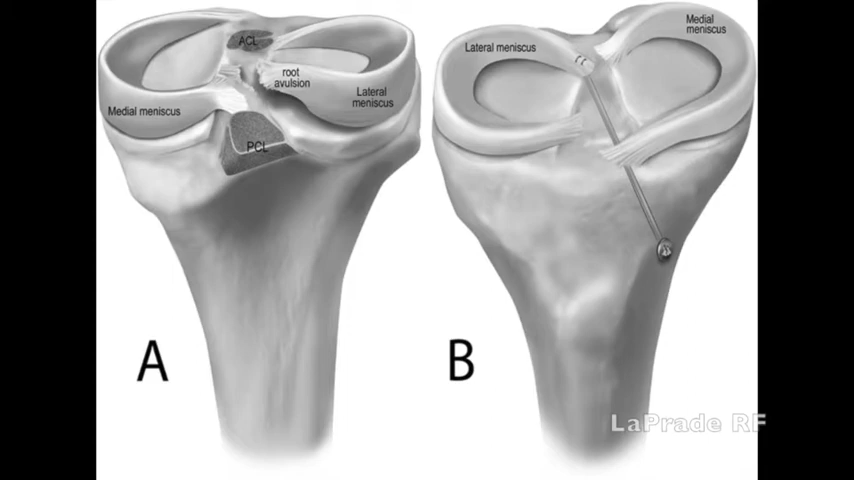 ACL
root
avulsion
Lateral
meniscus
Medial meniscus
PCL
A
Lateral meniscus
Medial
meniscus
B
LaPrade RF